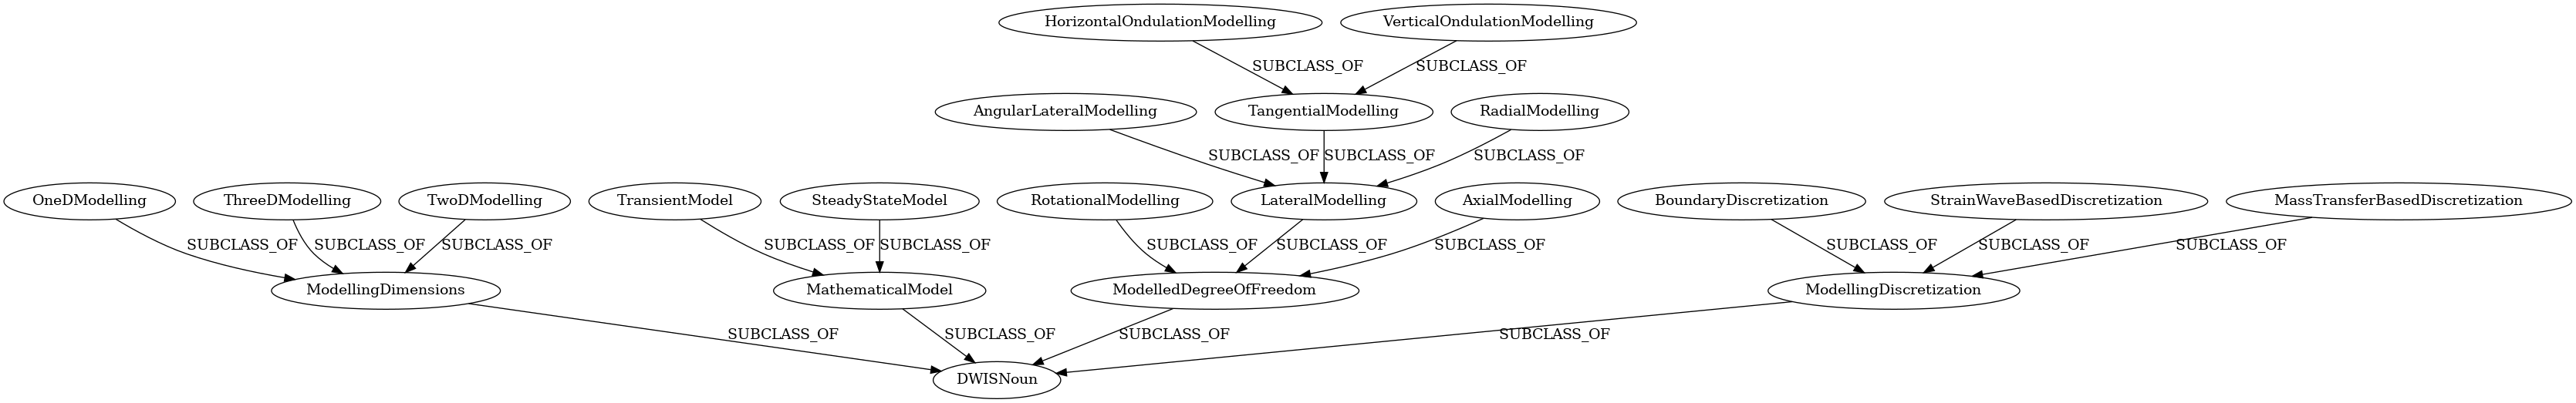 HorizontalOndulationModelling VerticalOndulationModelling
SUBCLASS_OF SUBCLASS_OF
AngularLateralModelling TangentialModelling RadialModelling
SUBCLASS_OF SUBCLASS_OF SUBCLASS_OF
OneDModelling ThreeDModelling TwoDModelling TransientModel SteadyStateModel RotationalModelling LateralModelling AxialModelling BoundaryDiscretization StrainWaveBasedDiscretization MassTransferBasedDiscretization
SUBCLASS_OF SUBCLASS_OF SUBCLASS_OF SUBCLASS_OF SUBCLASS_OF SUBCLASS_OF SUBCLASS_OF SUBCLASS_OF SUBCLASS_OF SUBCLASS_OF SUBCLASS_OF
ModellingDimensions MathematicalModel ModelledDegreeOfFreedom ModellingDiscretization
SUBCLASS_OF SUBCLASS_OF SUBCLASS_OF SUBCLASS_OF
DWISNoun